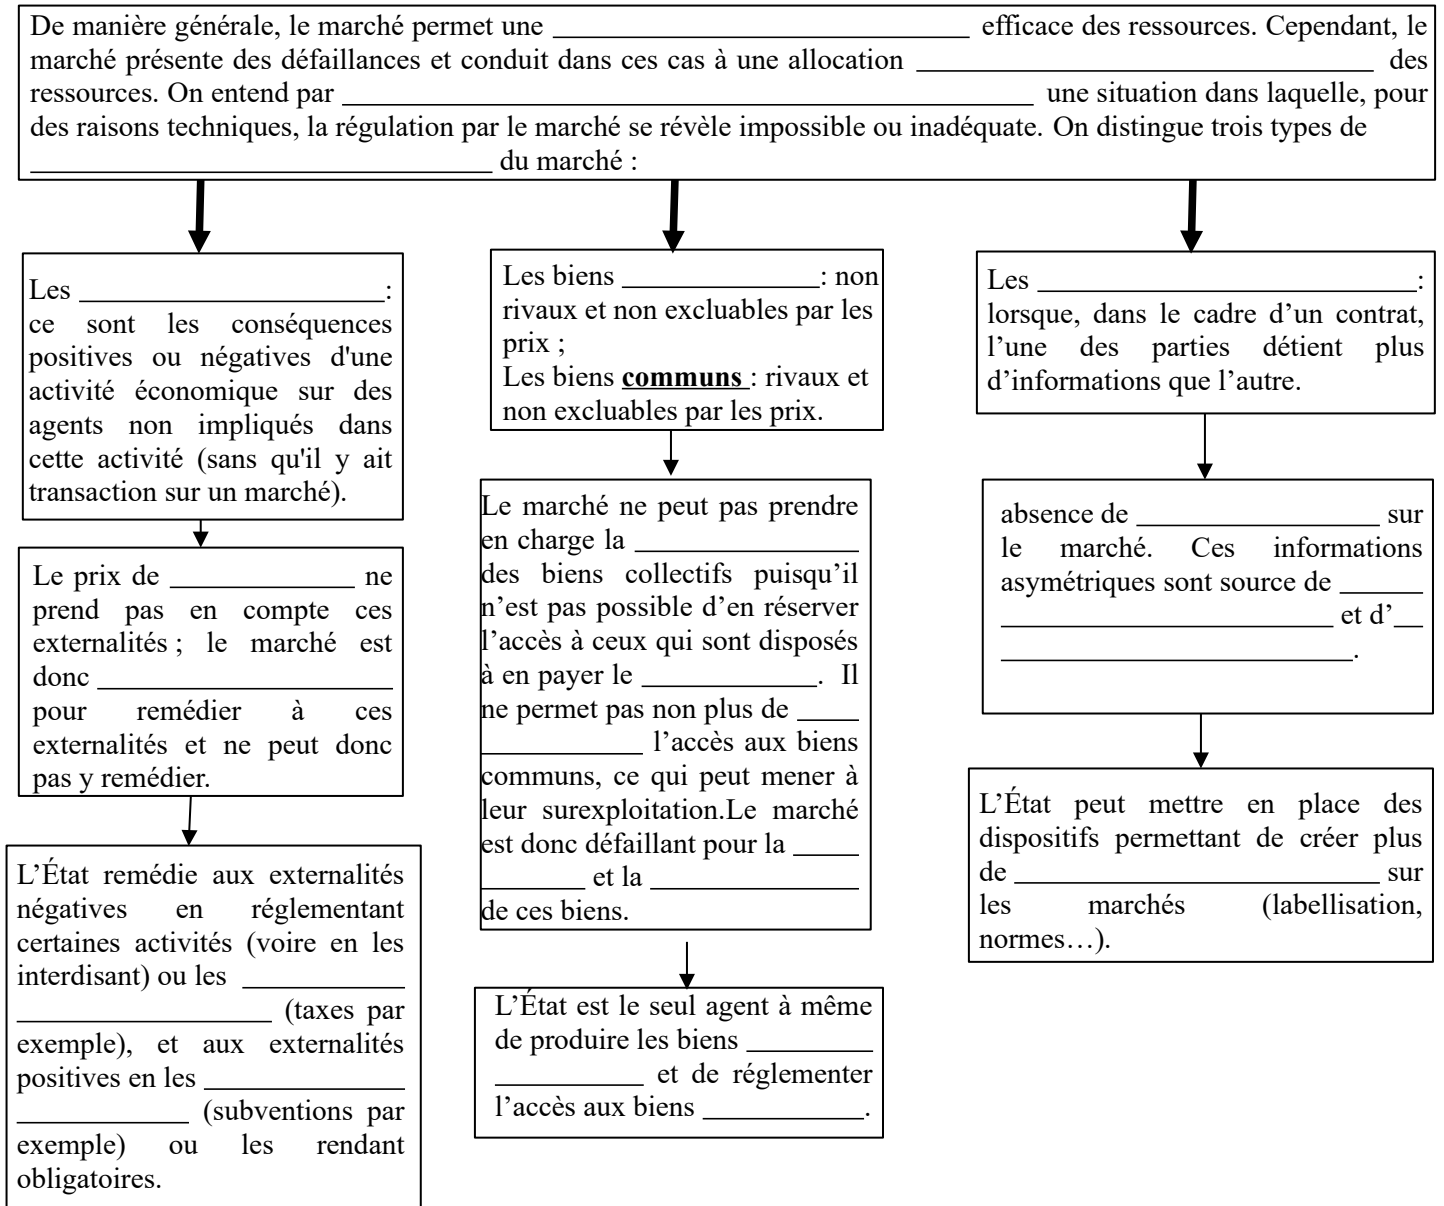 De manière générale, le marché permet une ______________________________ efficace des ressources. Cependant, le
marché présente des défaillances et conduit dans ces cas à une allocation ______________________________ des
ressources. On entend par ______________________________ une situation dans laquelle, pour
des raisons techniques, la régulation par le marché se révèle impossible ou inadéquate. On distingue trois types de
______________________________ du marché :
Les ____________________:
ce sont les conséquences
positives ou négatives d'une
activité économique sur des
agents non impliqués dans
cette activité (sans qu'il y ait
transaction sur un marché).
Le prix de ____________ ne
prend pas en compte ces
externalités ; le marché est
donc ____________________
pour remédier à ces
externalités et ne peut donc
pas y remédier.
L’État remédie aux externalités
négatives en réglementant
certaines activités (voire en les
interdisant) ou les ___________
_________________ (taxes par
exemple), et aux externalités
positives en les ______________
____________ (subventions par
exemple) ou les rendant
obligatoires.
Les biens ______________: non
rivaux et non excluables par les
prix ;
Les biens communs : rivaux et
non excluables par les prix.
Le marché ne peut pas prendre
en charge la _______________
des biens collectifs puisqu’il
n’est pas possible d’en réserver
l’accès à ceux qui sont disposés
à en payer le ____________. Il
ne permet pas non plus de ____
___________ l’accès aux biens
communs, ce qui peut mener à
leur surexploitation.Le marché
est donc défaillant pour la ____
_______ et la ______________
de ces biens.
L’État est le seul agent à même
de produire les biens _________
__________ et de réglementer
l’accès aux biens ___________.
Les __________________________:
lorsque, dans le cadre d’un contrat,
l’une des parties détient plus
d’informations que l’autre.
absence de ________________ sur
le marché. Ces informations
asymétriques sont source de ______
______________________ et d’__
________________________.
L’État peut mettre en place des
dispositifs permettant de créer plus
de _________________________ sur
les marchés (labellisation,
normes…).